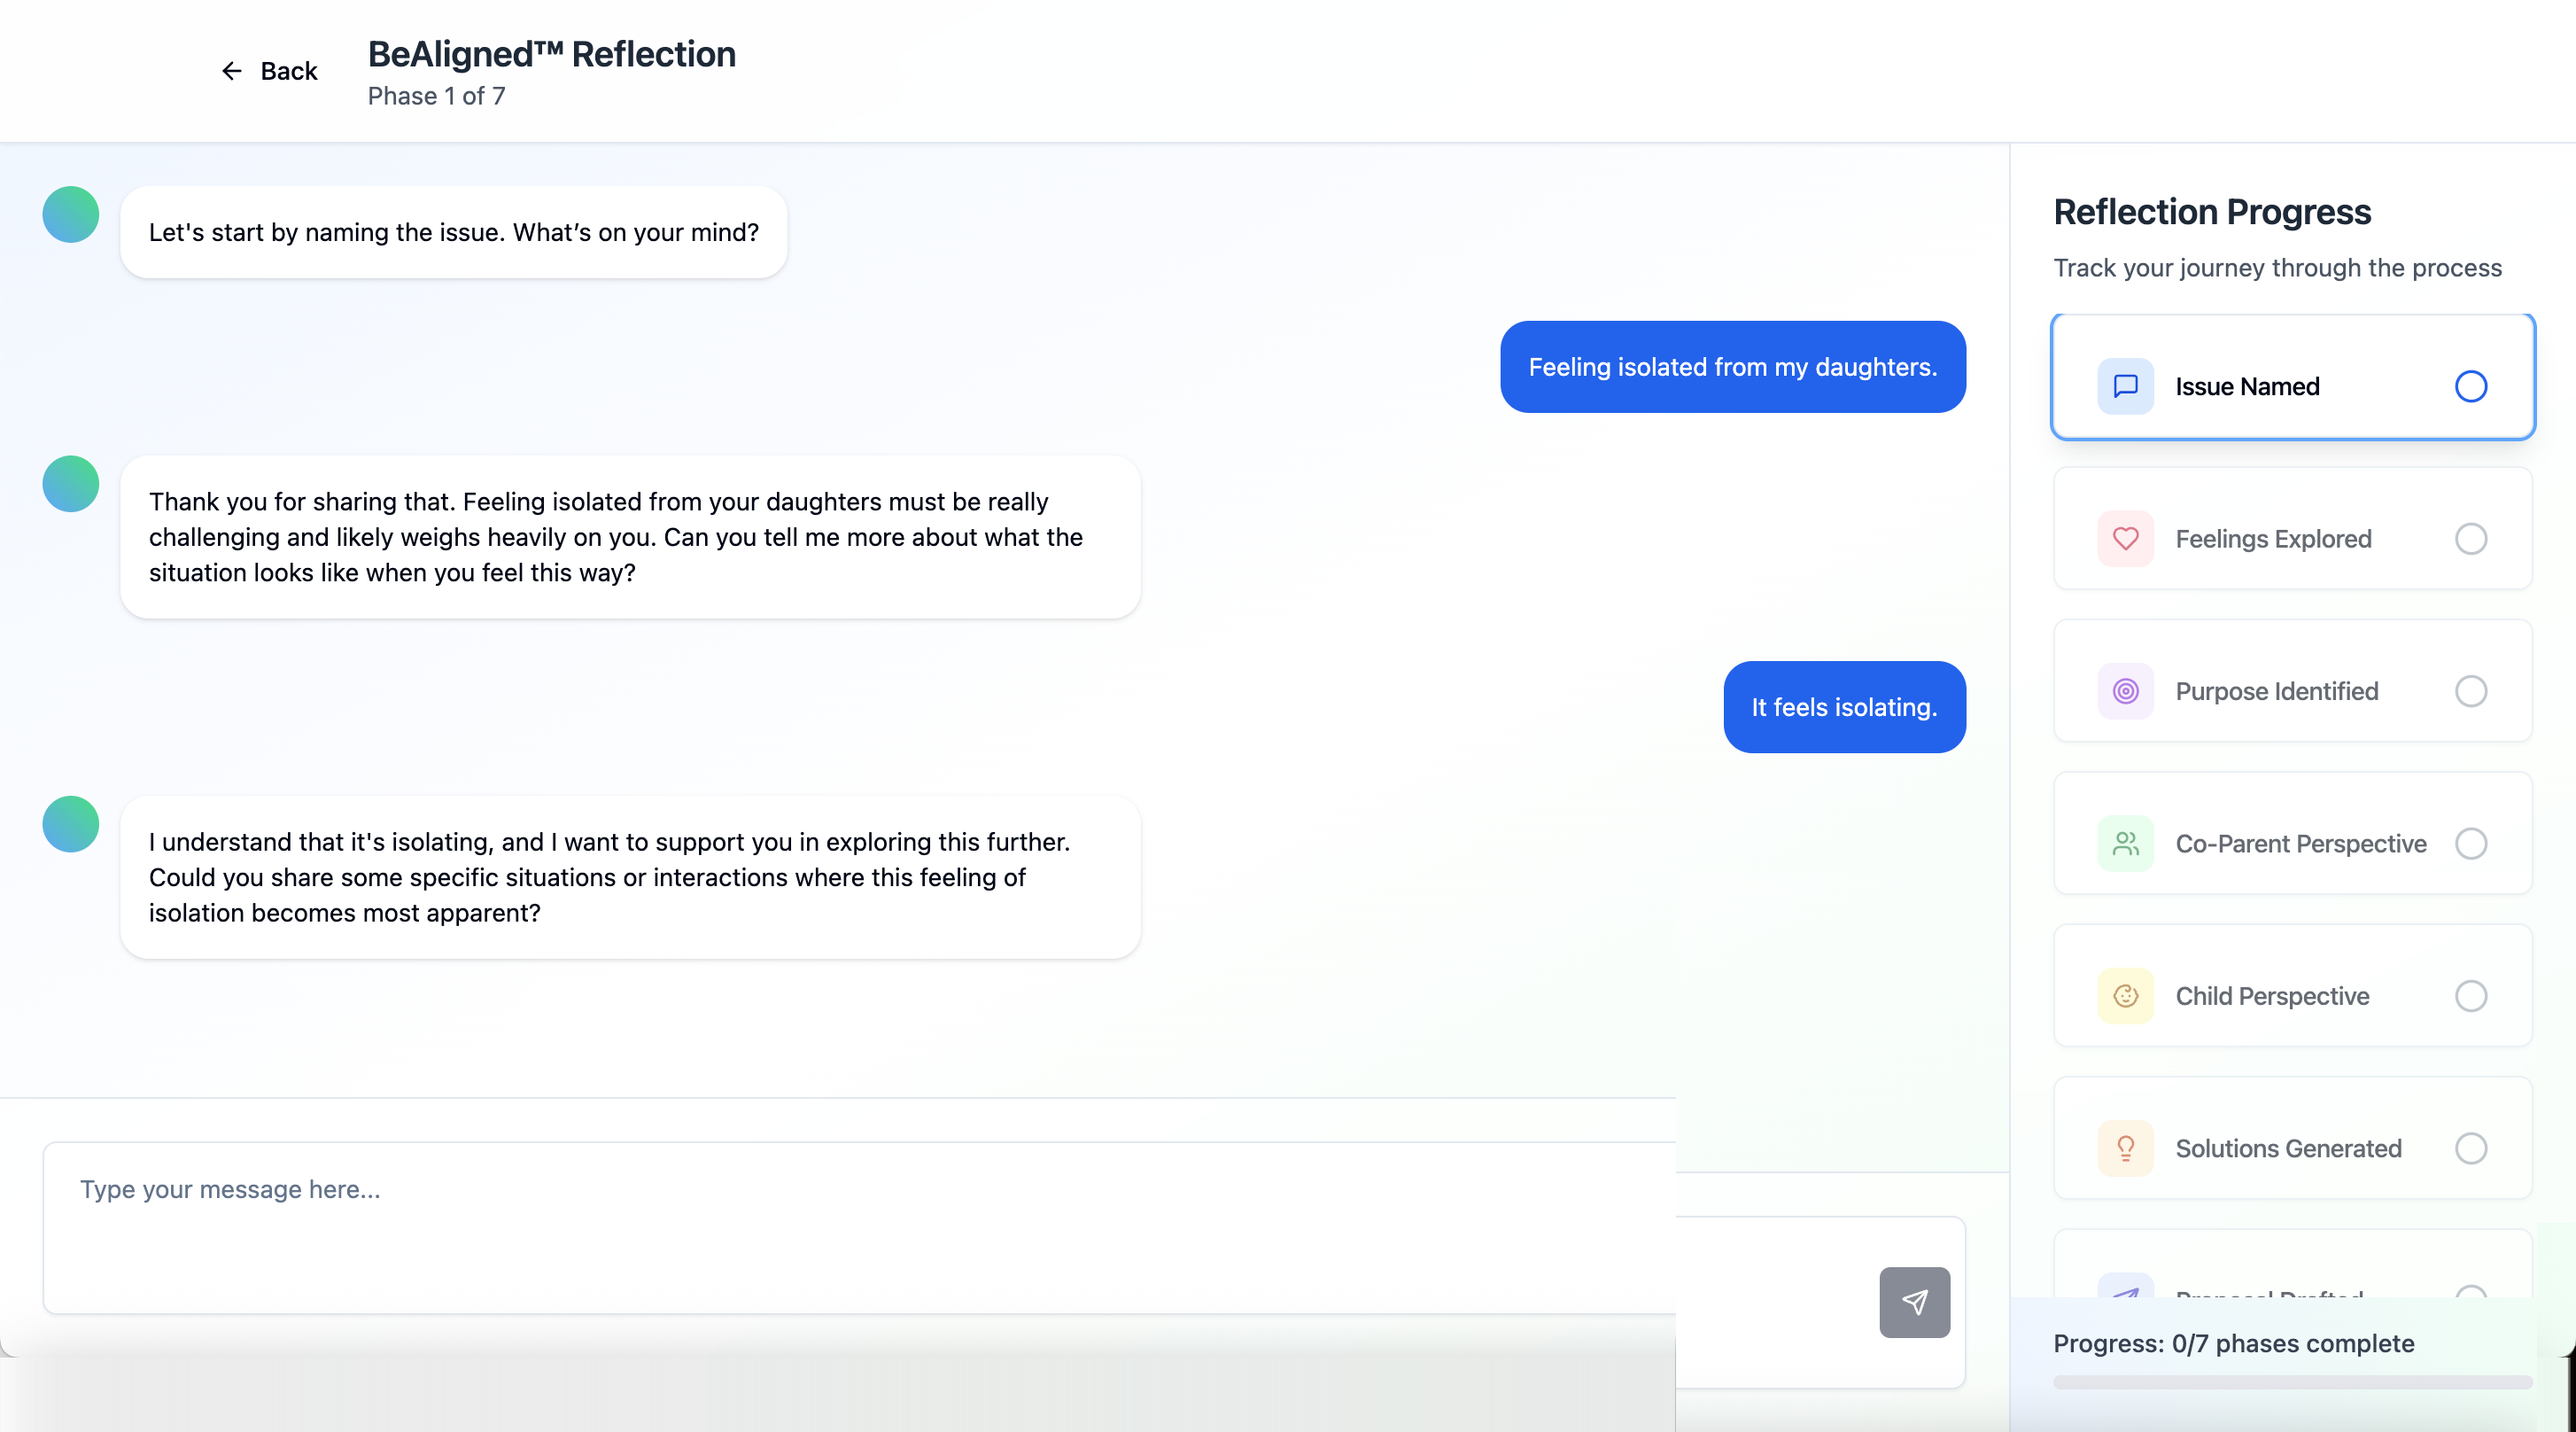 Back
BeAligned™ Reflection
Phase 1 of 7
Let's start by naming the issue. What’s on your mind?
Feeling isolated from my daughters.
Thank you for sharing that. Feeling isolated from your daughters must be really
challenging and likely weighs heavily on you. Can you tell me more about what the
situation looks like when you feel this way?
It feels isolating.
I understand that it's isolating, and I want to support you in exploring this further.
Could you share some specific situations or interactions where this feeling of
isolation becomes most apparent?
Type your message here...
Reflection Progress
Track your journey through the process
Issue Named
Feelings Explored
Purpose Identified
Co-Parent Perspective
Child Perspective
Solutions Generated
Proposal Drafted
Progress: 0/7 phases complete